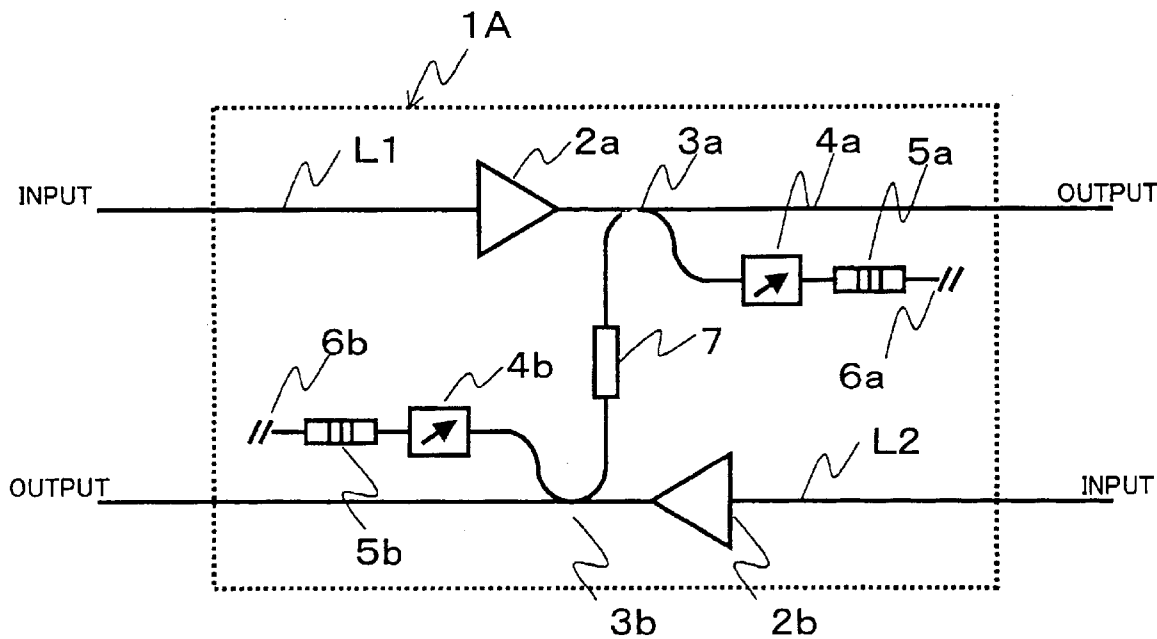 1A
L1
2a
3a
4a
5a
INPUT
OUTPUT
7
6b
4b
6a
L2
OUTPUT
INPUT
5b
3b
2b